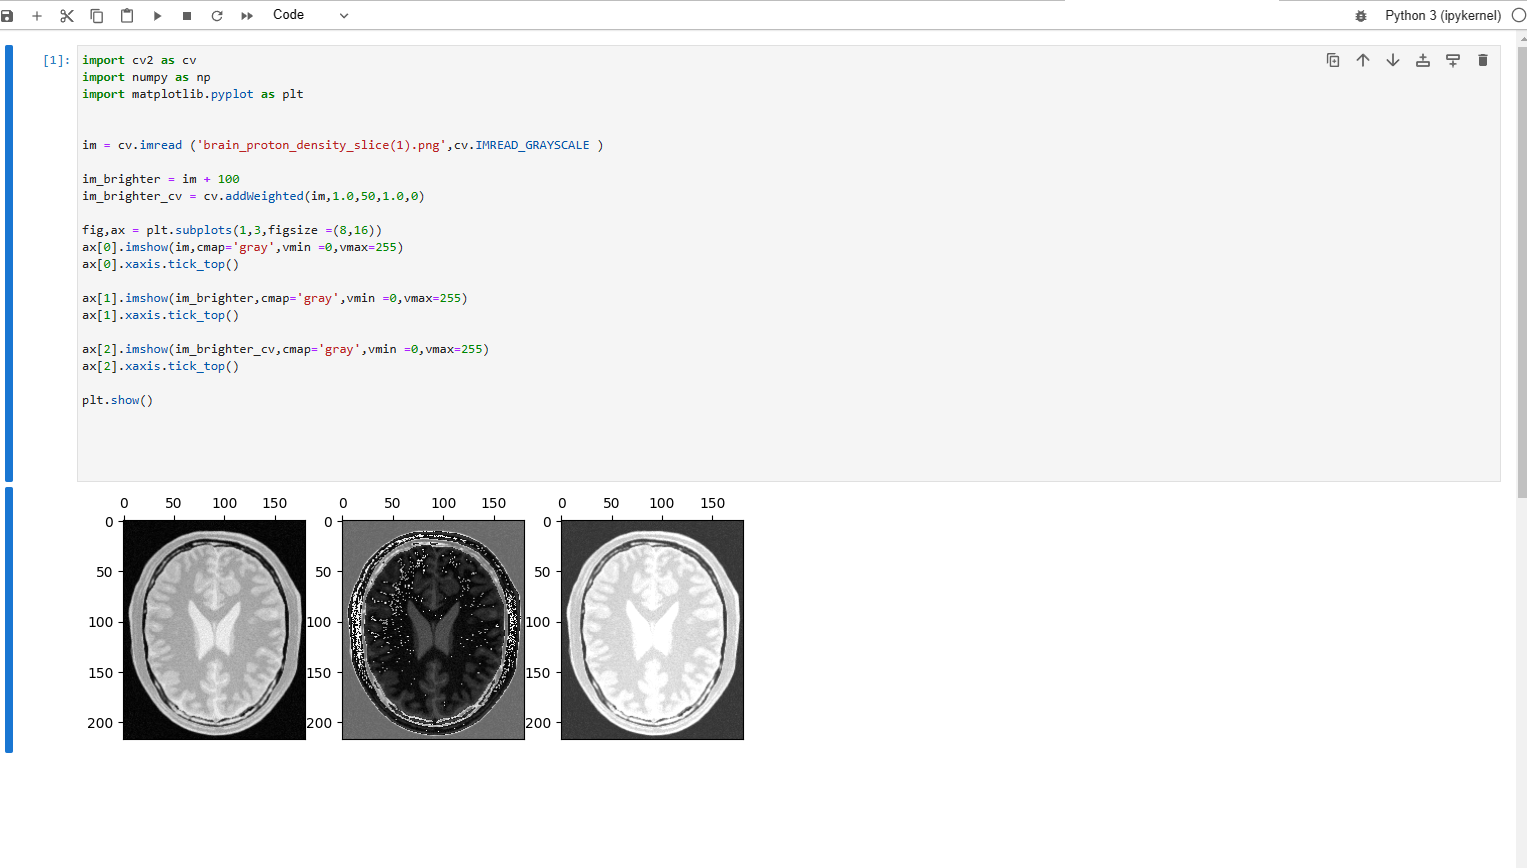 Code
Python 3 (ipykernel)
[1]:
import cv2 as cv
import numpy as np
import matplotlib.pyplot as plt
im = cv.imread ('brain_proton_density_slice(1).png',cv.IMREAD_GRAYSCALE )
im_brighter = im + 100
im_brighter_cv = cv.addWeighted(im,1.0,50,1.0,0)
fig,ax = plt.subplots(1,3,figsize =(8,16))
ax[0].imshow(im,cmap='gray',vmin =0,vmax=255)
ax[0].xaxis.tick_top()
ax[1].imshow(im_brighter,cmap='gray',vmin =0,vmax=255)
ax[1].xaxis.tick_top()
ax[2].imshow(im_brighter_cv,cmap='gray',vmin =0,vmax=255)
ax[2].xaxis.tick_top()
plt.show()
0 50 100 150 0 50 100 150 0 50 100 150
0 0 0
50 50 50
100 100 100
150 150 150
200 200 200